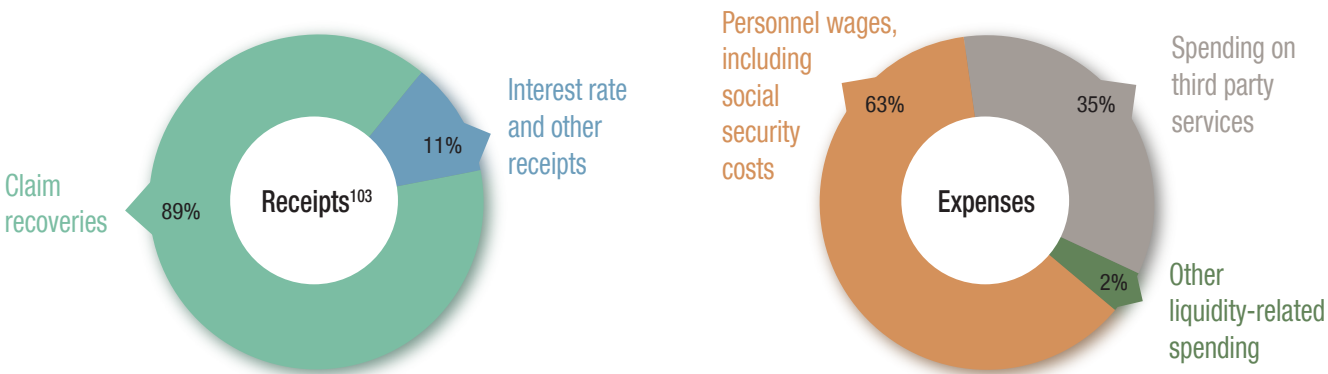 Claim
recoveries
89%
Receipts¹⁰³
11%
Interest rate
and other
receipts
Personnel wages,
including
social
security
costs
63%
Expenses
35%
Spending on
third party
services
2%
Other
liquidity-related
spending